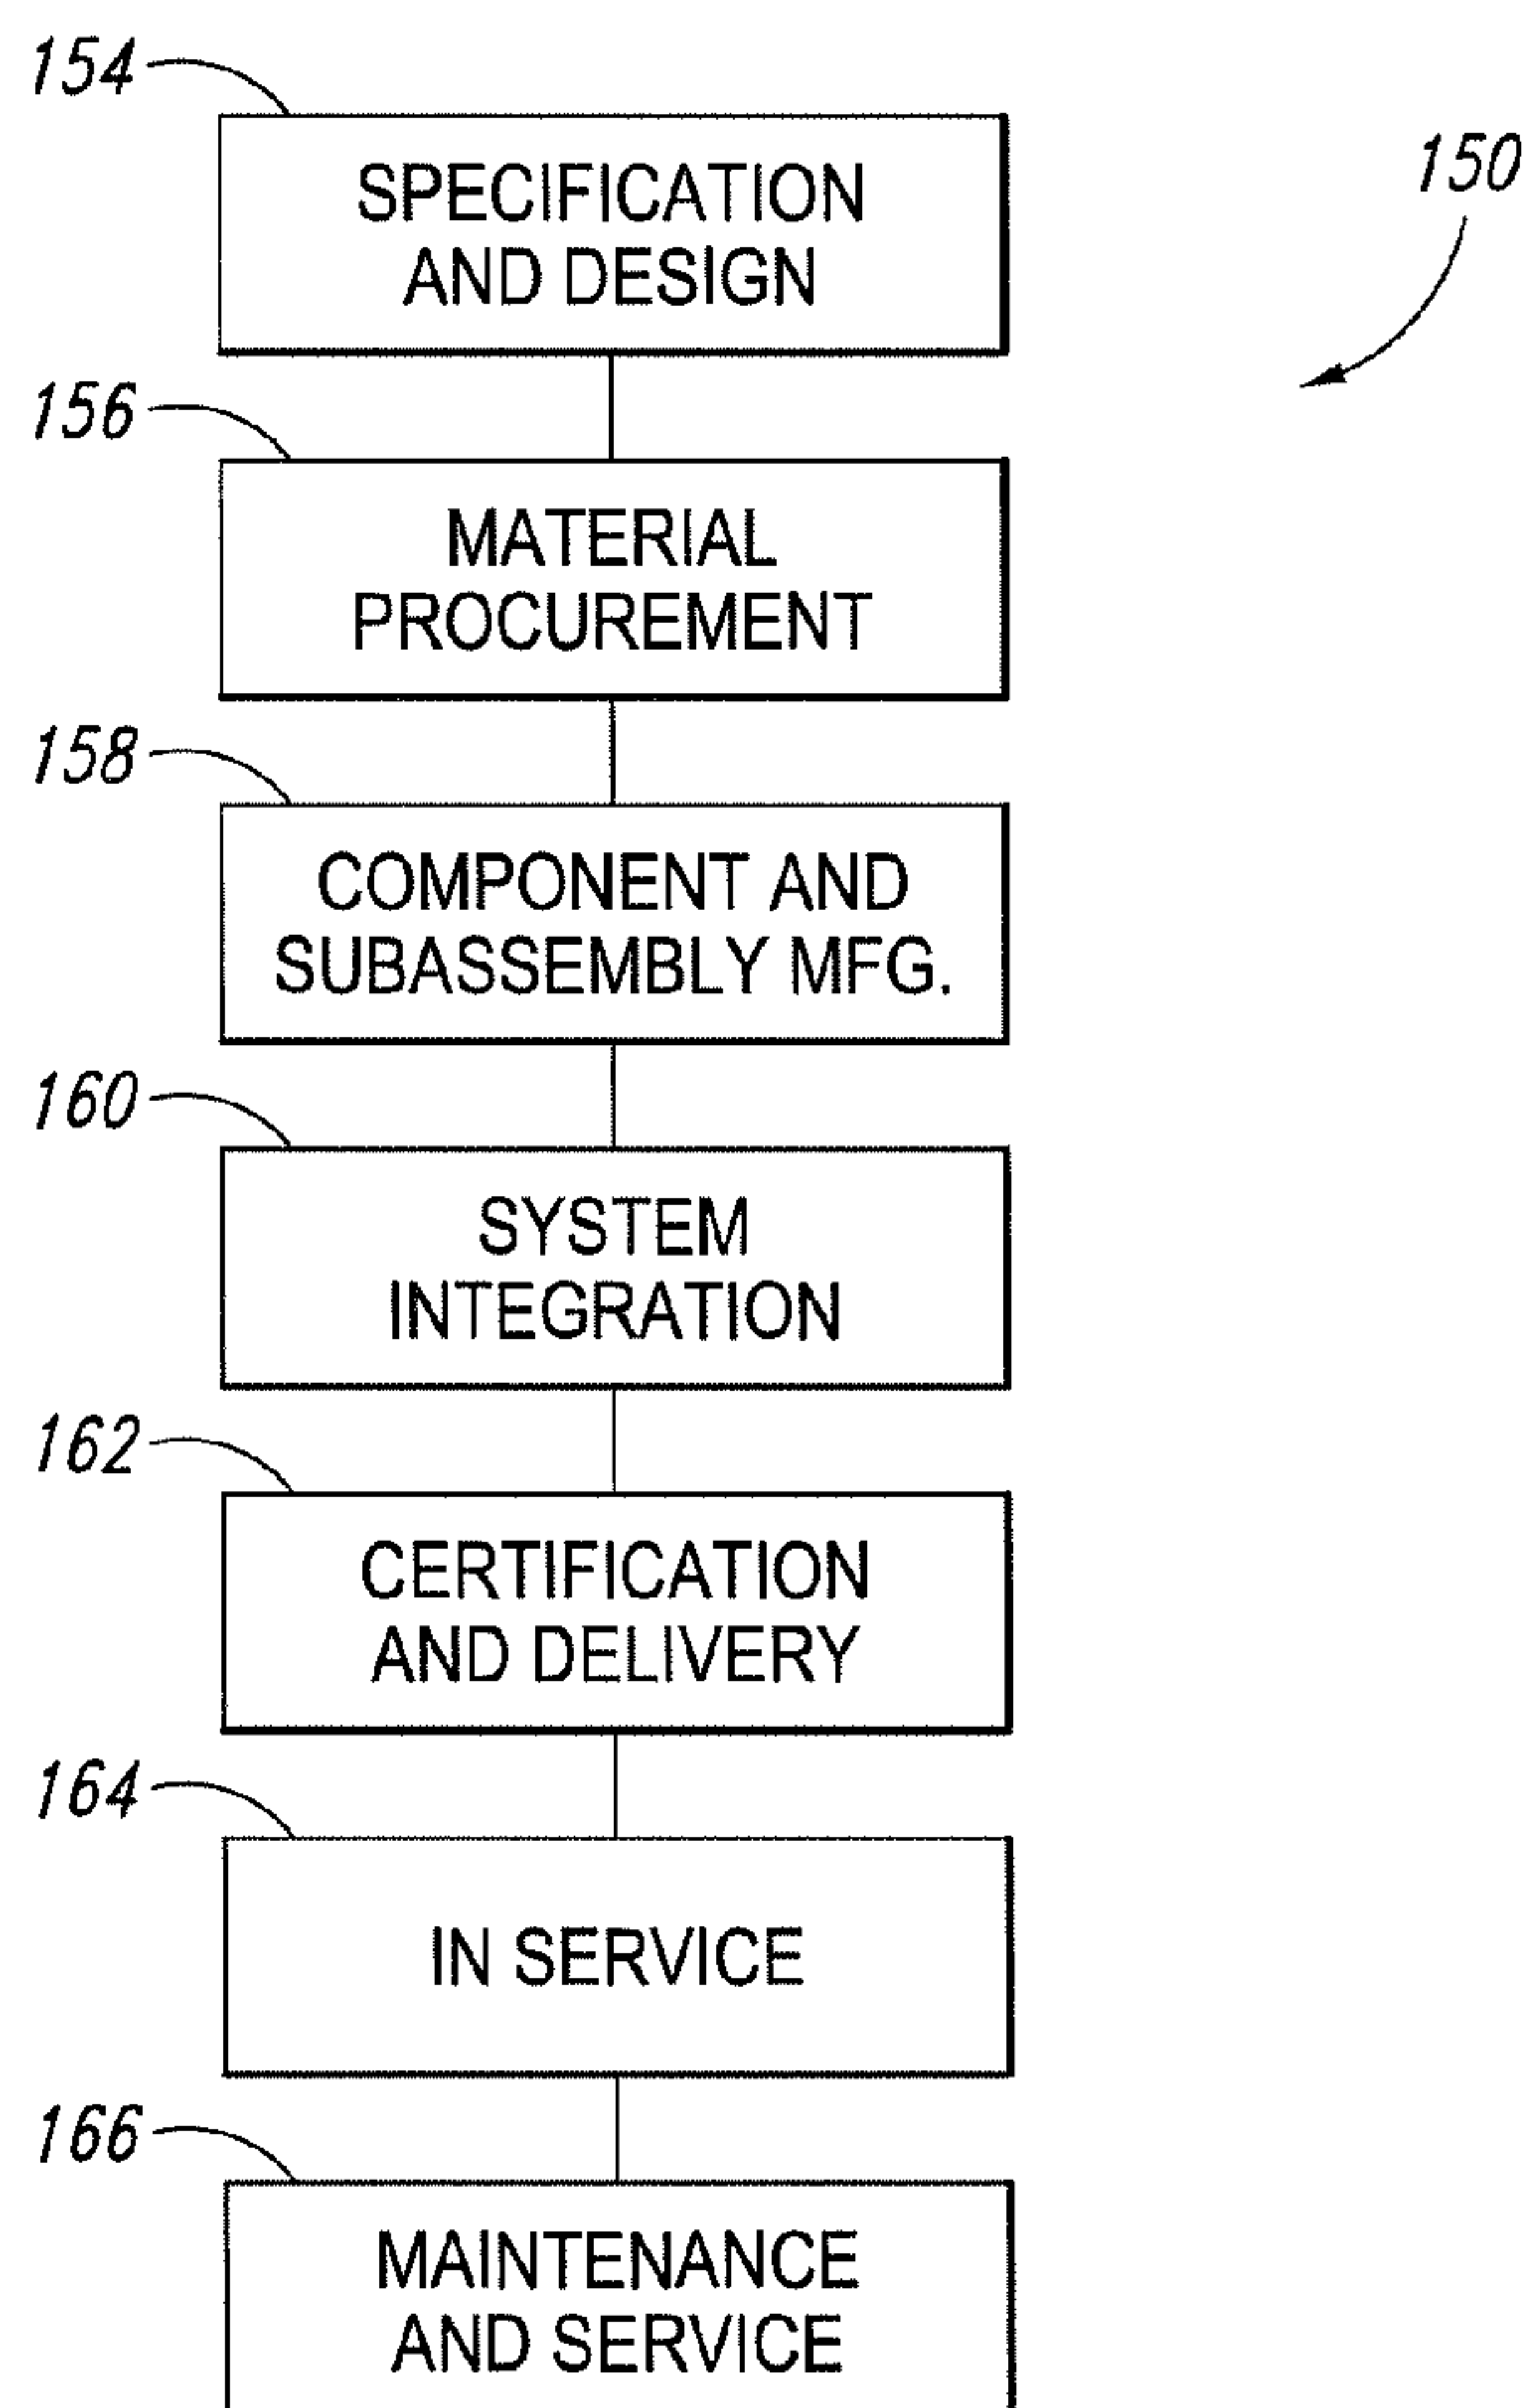 154
SPECIFICATION
AND DESIGN
150
156
MATERIAL
PROCUREMENT
158
COMPONENT AND
SUBASSEMBLY MFG.
160
SYSTEM
INTEGRATION
162
CERTIFICATION
AND DELIVERY
164
IN SERVICE
166
MAINTENANCE
AND SERVICE